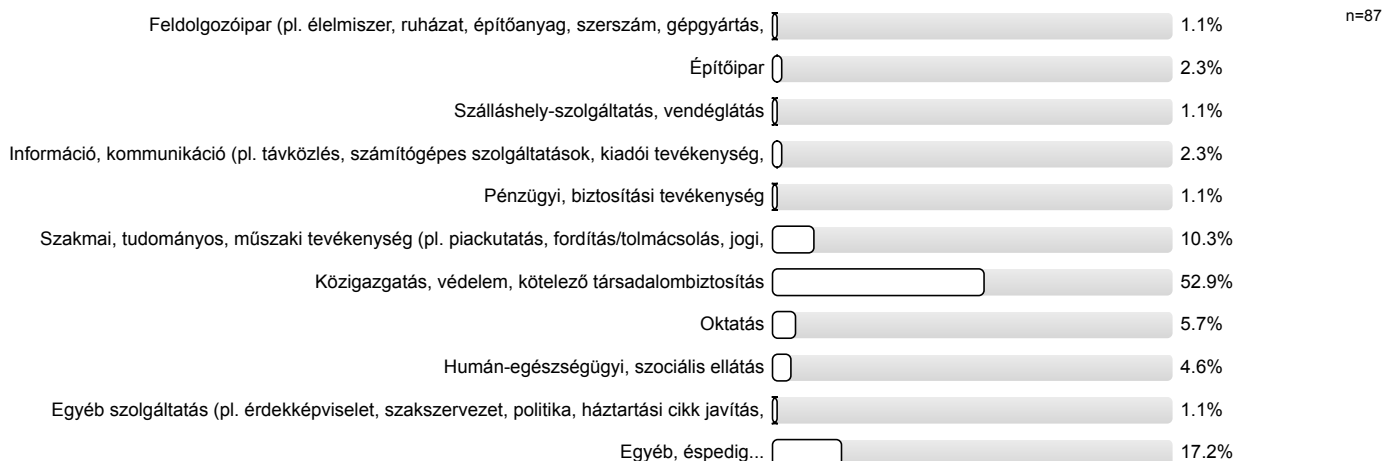 Feldolgozóipar (pl. élelmiszer, ruházat, építőanyag, szerszám, gépgyártás, 1.1% n=87
Építőipar 2.3%
Szálláshely-szolgáltatás, vendéglátás 1.1%
Információ, kommunikáció (pl. távközlés, számítógépes szolgáltatások, kiadói tevékenység, 2.3%
Pénzügyi, biztosítási tevékenység 1.1%
Szakmai, tudományos, műszaki tevékenység (pl. piackutatás, fordítás/tolmácsolás, jogi, 10.3%
Közigazgatás, védelem, kötelező társadalombiztosítás 52.9%
Oktatás 5.7%
Humán-egészségügyi, szociális ellátás 4.6%
Egyéb szolgáltatás (pl. érdekképviselet, szakszervezet, politika, háztartási cikk javítás, 1.1%
Egyéb, éspedig... 17.2%